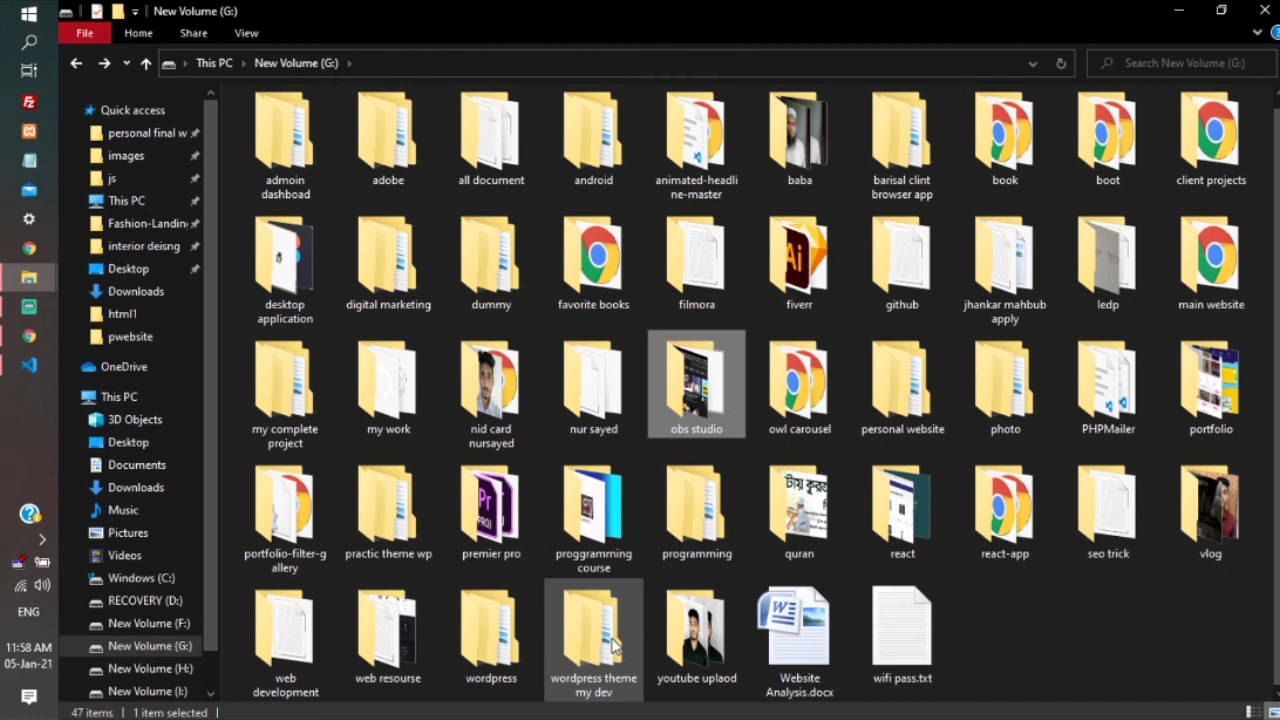 New Volume (G:)
File
Home
Share
View
This PC
New Volume (G:)
Search New Volume (G:)
Quick access
personal final w
images
js
This PC
Fashion-Landin
interior deisng
Desktop
Downloads
html1
pwebsite
OneDrive
This PC
3D Objects
Desktop
Documents
Downloads
Music
Pictures
Videos
Windows (C:)
RECOVERY (D:)
New Volume (F:)
New Volume (G:)
New Volume (H:)
New Volume (I:)
admoin
dashboad
adobe
all document
android
animated-headli
ne-master
baba
barisal clint
browser app
book
boot
client projects
desktop
application
digital marketing
dummy
favorite books
filmora
fiverr
github
jhankar mahbub
apply
ledp
main website
my complete
project
my work
nid card
nursayed
nur sayed
obs studio
owl carousel
personal website
photo
PHPMailer
portfolio
portfolio-filter-g
allery
practic theme wp
premier pro
proggramming
course
programming
quran
react
react-app
seo trick
vlog
web
development
web resourse
wordpress
wordpress theme
my dev
youtube uplaod
Website
Analysis.docx
wifi pass.txt
ENG
11:58 AM
05-Jan-21
47 items
1 item selected